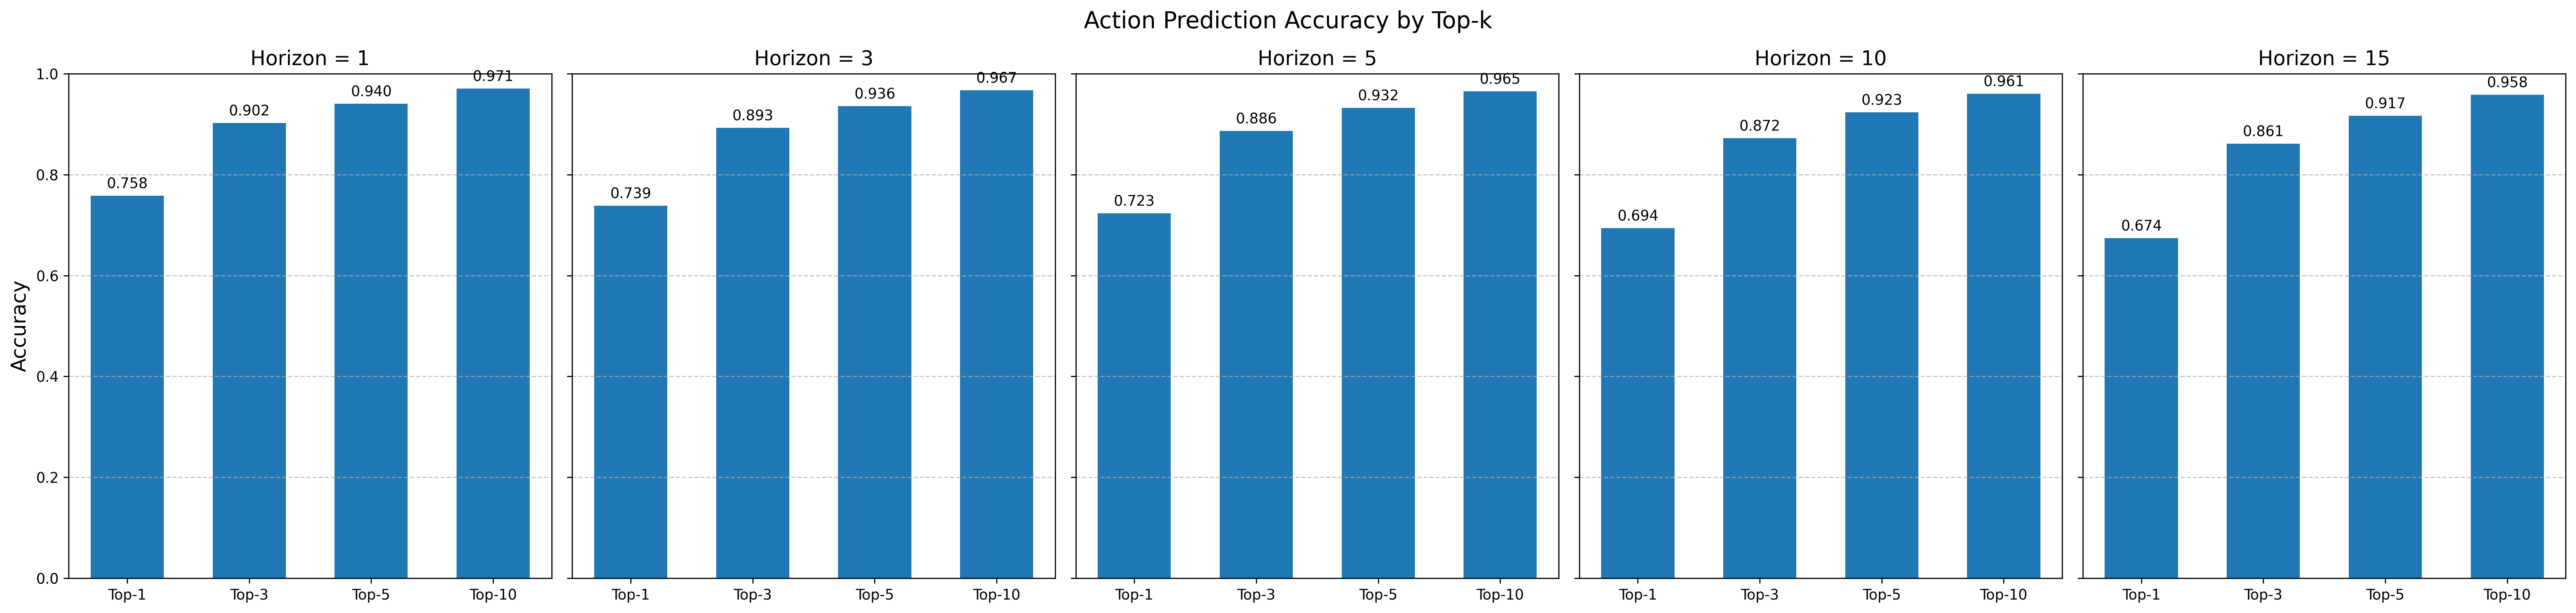 Action Prediction Accuracy by Top-k
Horizon = 1
Accuracy
1.0
0.8
0.6
0.4
0.2
0.0
0.758
0.902
0.940
0.971
Top-1
Top-3
Top-5
Top-10
Horizon = 3
0.739
0.893
0.936
0.967
Top-1
Top-3
Top-5
Top-10
Horizon = 5
0.723
0.886
0.932
0.965
Top-1
Top-3
Top-5
Top-10
Horizon = 10
0.694
0.872
0.923
0.961
Top-1
Top-3
Top-5
Top-10
Horizon = 15
0.674
0.861
0.917
0.958
Top-1
Top-3
Top-5
Top-10